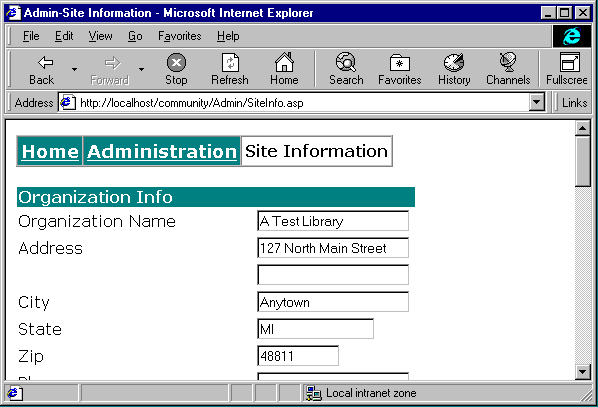 Admin-Site Information - Microsoft Internet Explorer
File Edit View Go Favorites Help
Back Forward Stop Refresh Home Search Favorites History Channels Fullscree
Address http://localhost/community/Admin/SiteInfo.asp Links
Home Administration Site Information
Organization Info
Organization Name A Test Library
Address 127 North Main Street
City Anytown
State MI
Zip 48811
Local intranet zone